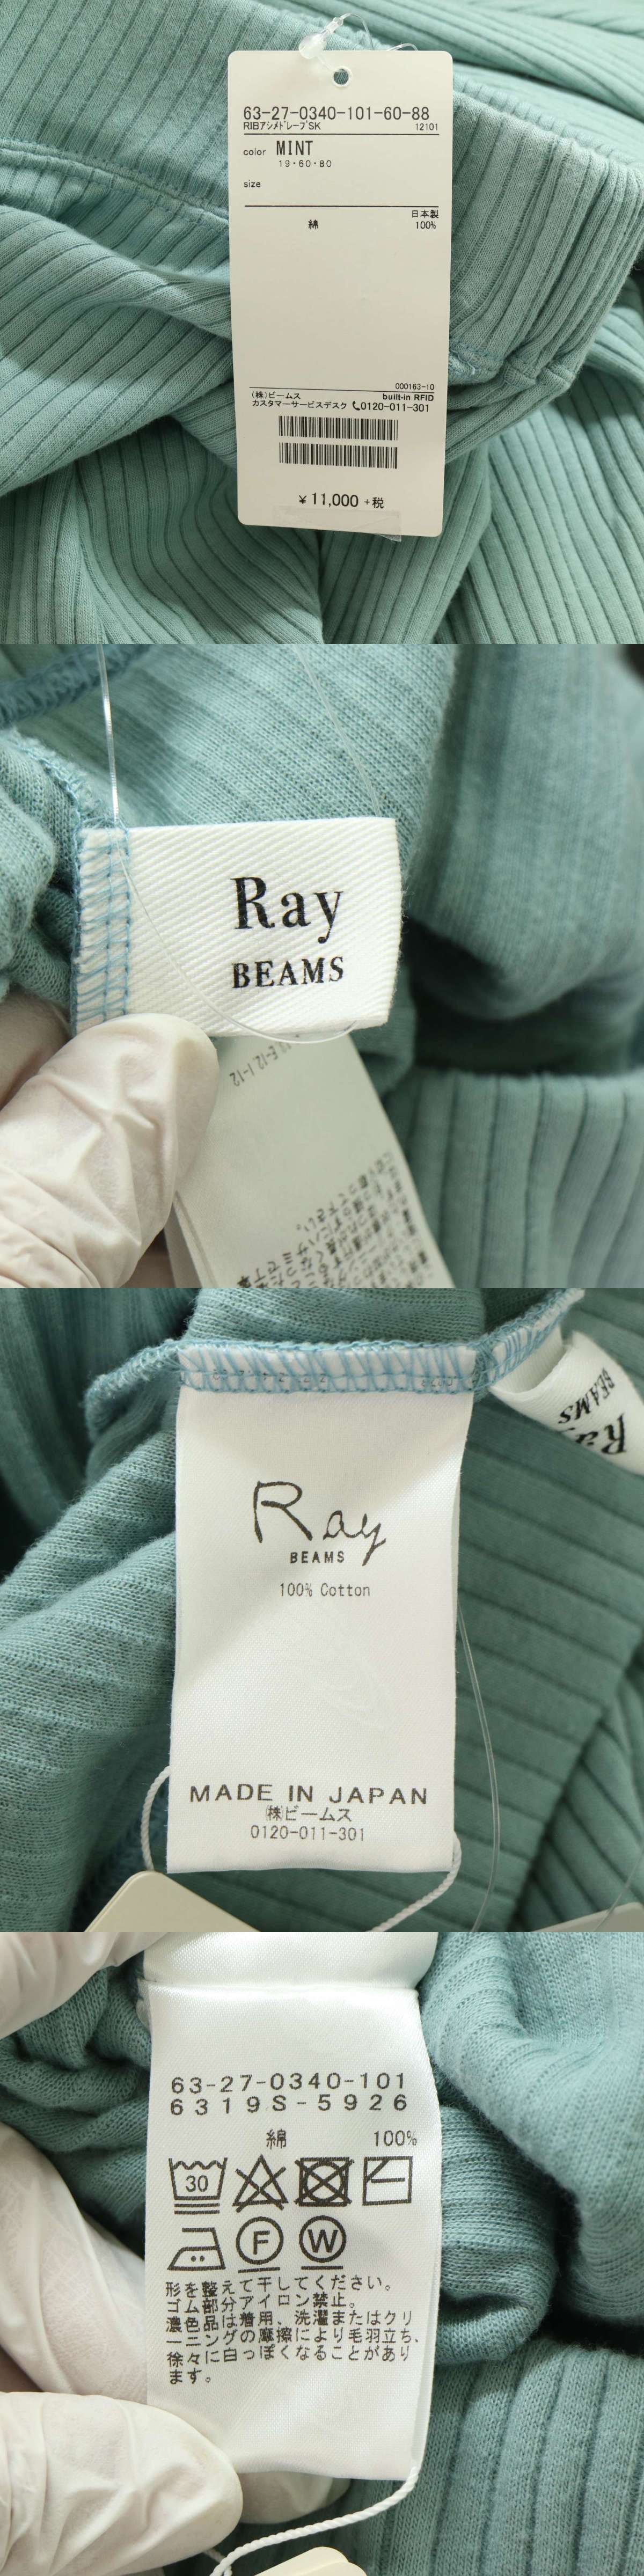 63-27-0340-101-60-88
RIBアシメドレープSK 12101
color MINT
19・60・80
size
日本製
綿 100%
000163-10
(株)ビームス built-in RFID
カスタマーサービスデスク 0120-011-301
¥11,000+税
Ray
BEAMS
E-12-1-12
Ray
BEAMS
Ray
BEAMS
100% Cotton
MADE IN JAPAN
(株)ビームス
0120-011-301
63-27-0340-101
6319S-5926
綿 100%
30
F W
形を整えて干してください。
ゴム部分アイロン禁止。
濃色品は着用、洗濯またはクリ
ーニングの摩擦により毛羽立ち、
徐々に白っぽくなることがあり
ます。